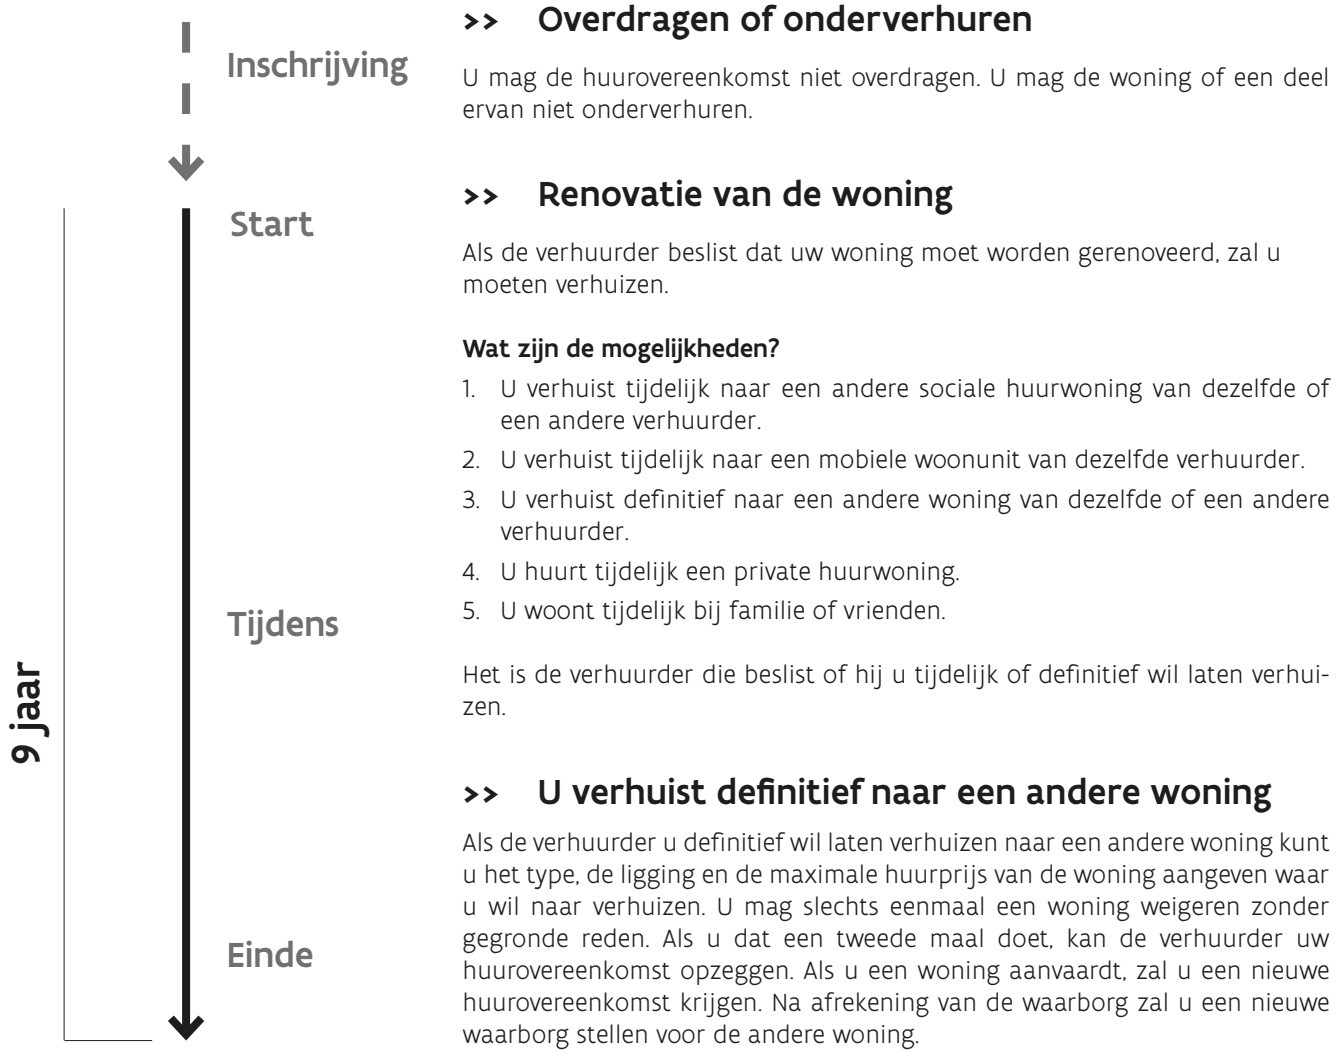 Inschrijving
Start
Tijdens
Einde
9 jaar
>> Overdragen of onderverhuren
U mag de huurovereenkomst niet overdragen. U mag de woning of een deel
ervan niet onderverhuren.
>> Renovatie van de woning
Als de verhuurder beslist dat uw woning moet worden gerenoveerd, zal u
moeten verhuizen.
Wat zijn de mogelijkheden?
1. U verhuist tijdelijk naar een andere sociale huurwoning van dezelfde of
een andere verhuurder.
2. U verhuist tijdelijk naar een mobiele woonunit van dezelfde verhuurder.
3. U verhuist definitief naar een andere woning van dezelfde of een andere
verhuurder.
4. U huurt tijdelijk een private huurwoning.
5. U woont tijdelijk bij familie of vrienden.
Het is de verhuurder die beslist of hij u tijdelijk of definitief wil laten verhui-
zen.
>> U verhuist definitief naar een andere woning
Als de verhuurder u definitief wil laten verhuizen naar een andere woning kunt
u het type, de ligging en de maximale huurprijs van de woning aangeven waar
u wil naar verhuizen. U mag slechts eenmaal een woning weigeren zonder
gegronde reden. Als u dat een tweede maal doet, kan de verhuurder uw
huurovereenkomst opzeggen. Als u een woning aanvaardt, zal u een nieuwe
huurovereenkomst krijgen. Na afrekening van de waarborg zal u een nieuwe
waarborg stellen voor de andere woning.